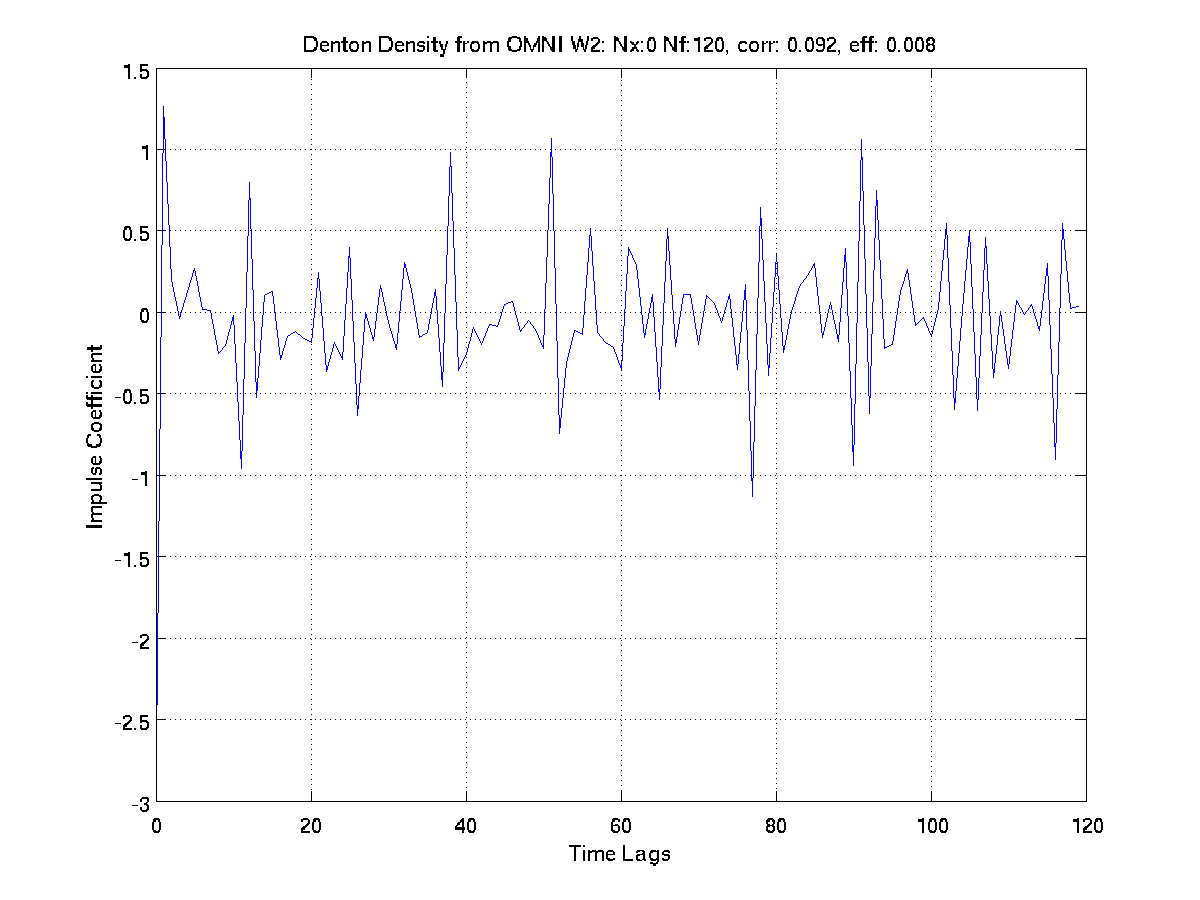 Denton Density from OMNI W2: Nx:0 Nf:120, corr: 0.092, eff: 0.008
1.5
1
0.5
0
-0.5
-1
-1.5
-2
-2.5
-3
Impulse Coefficient
0 20 40 60 80 100 120
Time Lags